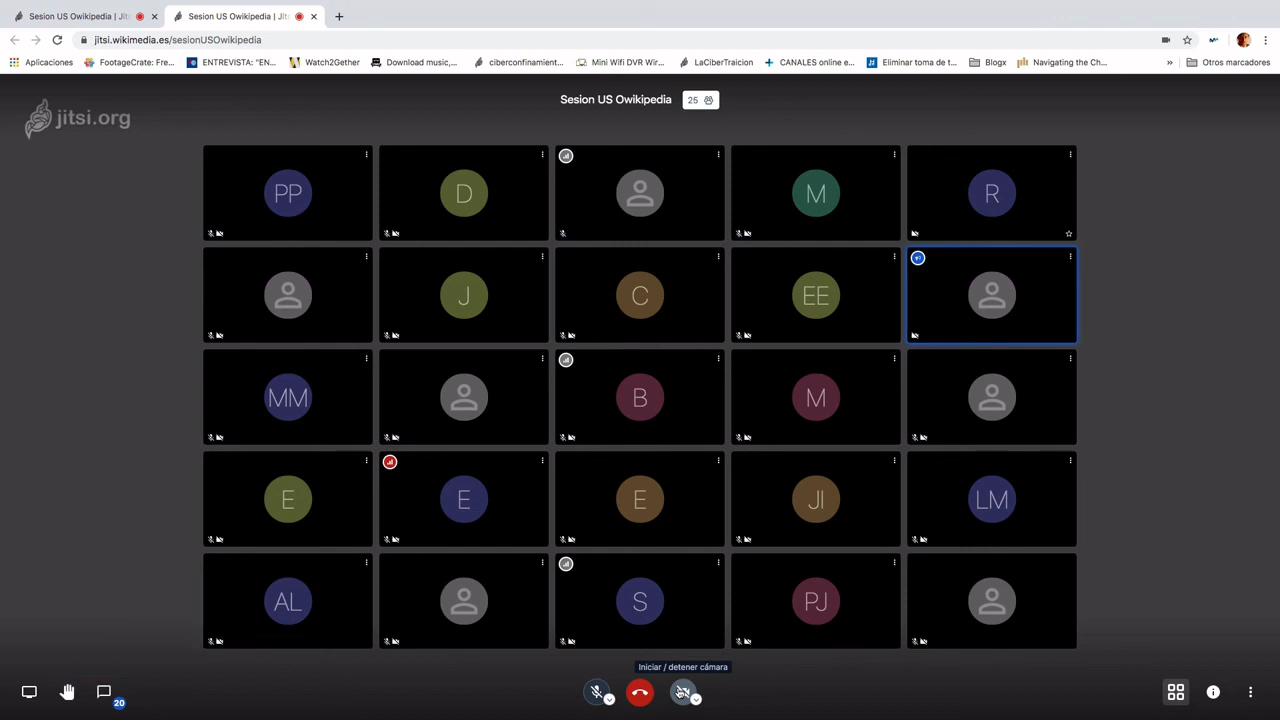 Sesion US Owikipedia | Jits
Sesion US Owikipedia | Jits
jitsi.wikimedia.es/sesionUSOwikipedia
Aplicaciones
FootageCrate: Fre...
ENTREVISTA: "EN...
Watch2Gether
Download music,...
ciberconfinamient...
Mini Wifi DVR Wir...
LaCiberTraicion
CANALES online e...
Eliminar toma de t...
Blogx
Navigating the Ch...
»
Otros marcadores
jitsi.org
Sesion US Owikipedia
25
PP
D
M
R
J
C
EE
MM
B
M
E
E
E
JI
LM
AL
S
PJ
Iniciar / detener cámara
20